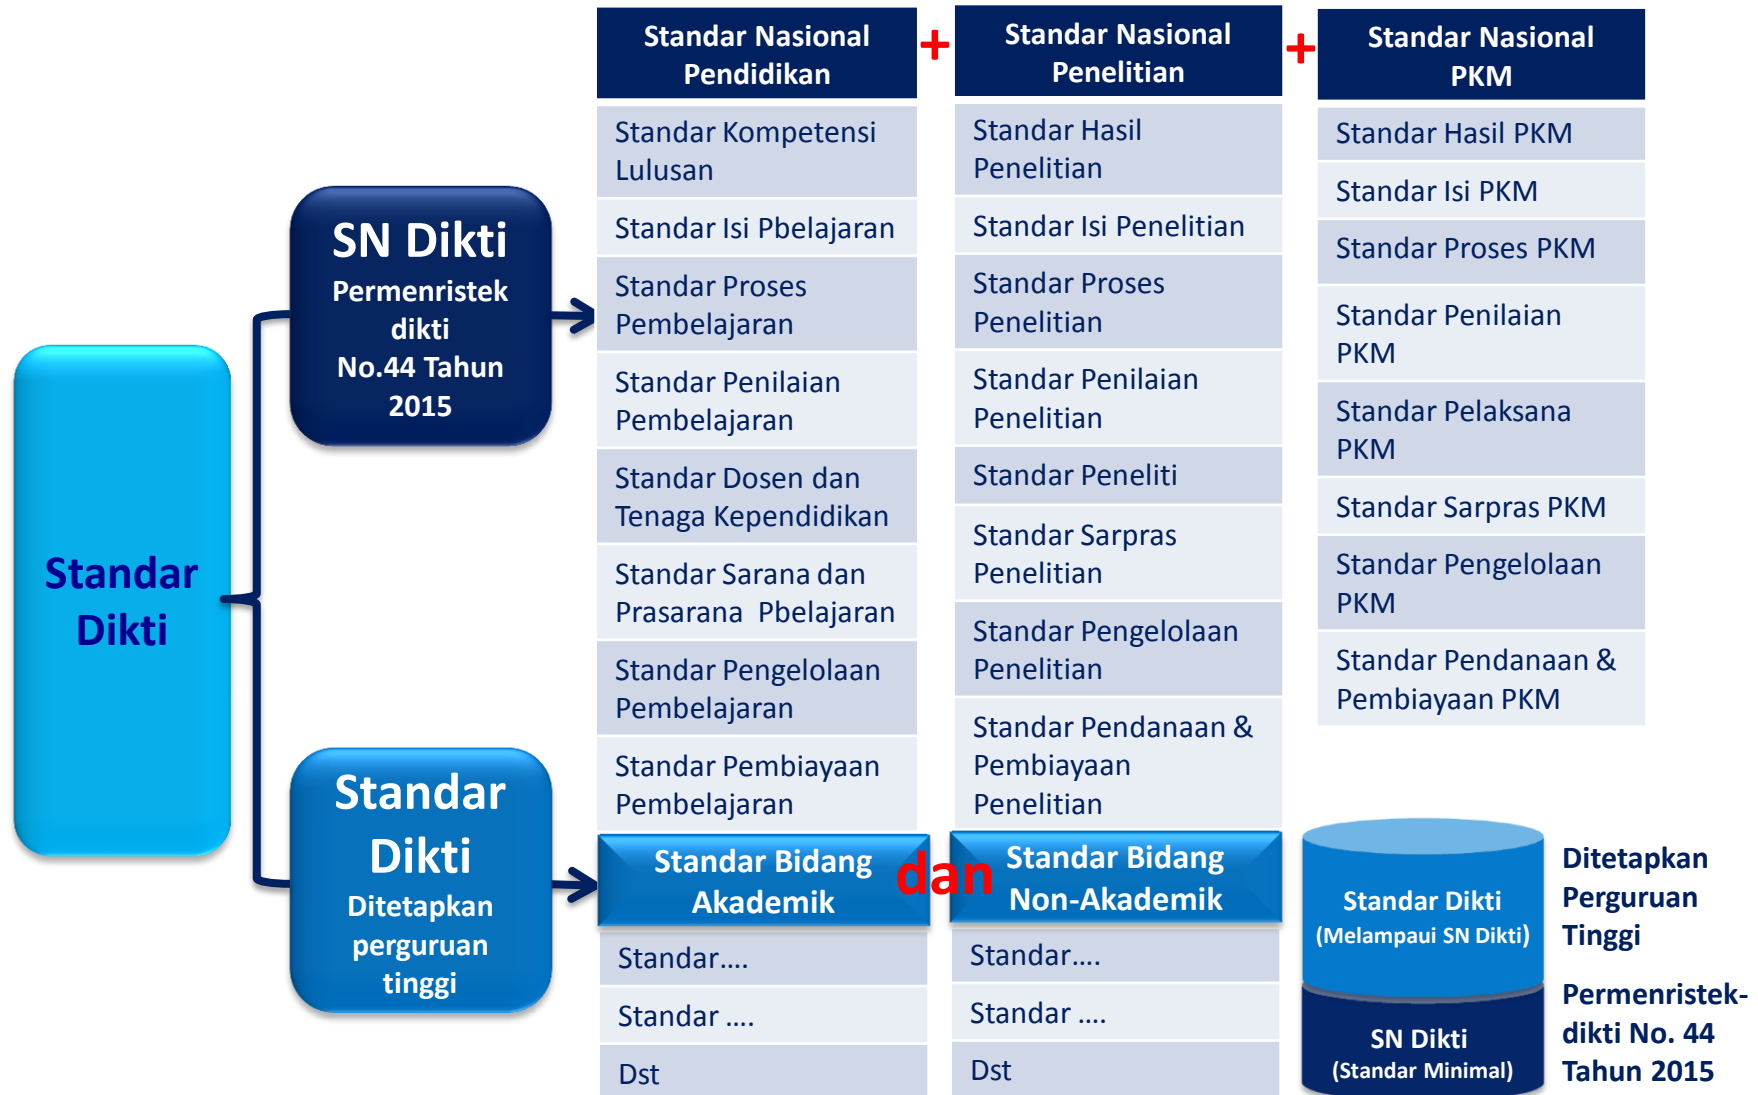 Standar
Dikti
SN Dikti
Permenristek
dikti
No.44 Tahun
2015
Standar
Dikti
Ditetapkan
perguruan
tinggi
Standar Nasional
Pendidikan
Standar Kompetensi
Lulusan
Standar Isi Pbelajaran
Standar Proses
Pembelajaran
Standar Penilaian
Pembelajaran
Standar Dosen dan
Tenaga Kependidikan
Standar Sarana dan
Prasarana Pbelajaran
Standar Pengelolaan
Pembelajaran
Standar Pembiayaan
Pembelajaran
+
Standar Nasional
Penelitian
Standar Hasil
Penelitian
Standar Isi Penelitian
Standar Proses
Penelitian
Standar Penilaian
Penelitian
Standar Peneliti
Standar Sarpras
Penelitian
Standar Pengelolaan
Penelitian
Standar Pendanaan &
Pembiayaan
Penelitian
+
Standar Nasional
PKM
Standar Hasil PKM
Standar Isi PKM
Standar Proses PKM
Standar Penilaian
PKM
Standar Pelaksana
PKM
Standar Sarpras PKM
Standar Pengelolaan
PKM
Standar Pendanaan &
Pembiayaan PKM
Standar Bidang
Akademik
Standar....
Standar ....
Dst
dan
Standar Bidang
Non-Akademik
Standar....
Standar ....
Dst
Standar Dikti
(Melampaui SN Dikti)
SN Dikti
(Standar Minimal)
Ditetapkan
Perguruan
Tinggi
Permenristek-
dikti No. 44
Tahun 2015